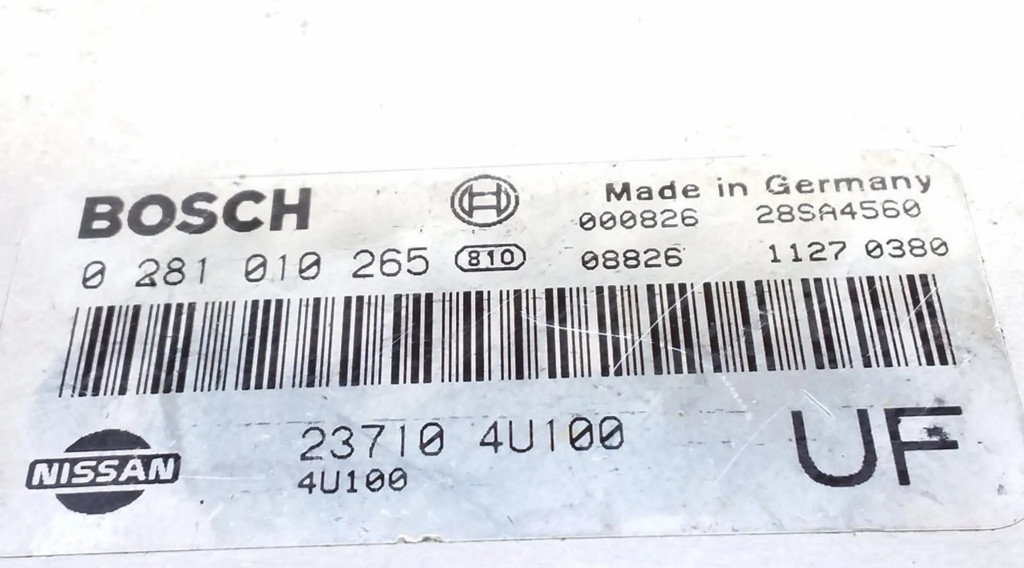 BOSCH
Made in Germany
000826 28SA4560
0 281 010 265 810
08826 1127 0380
NISSAN
23710 4U100
4U100
UF